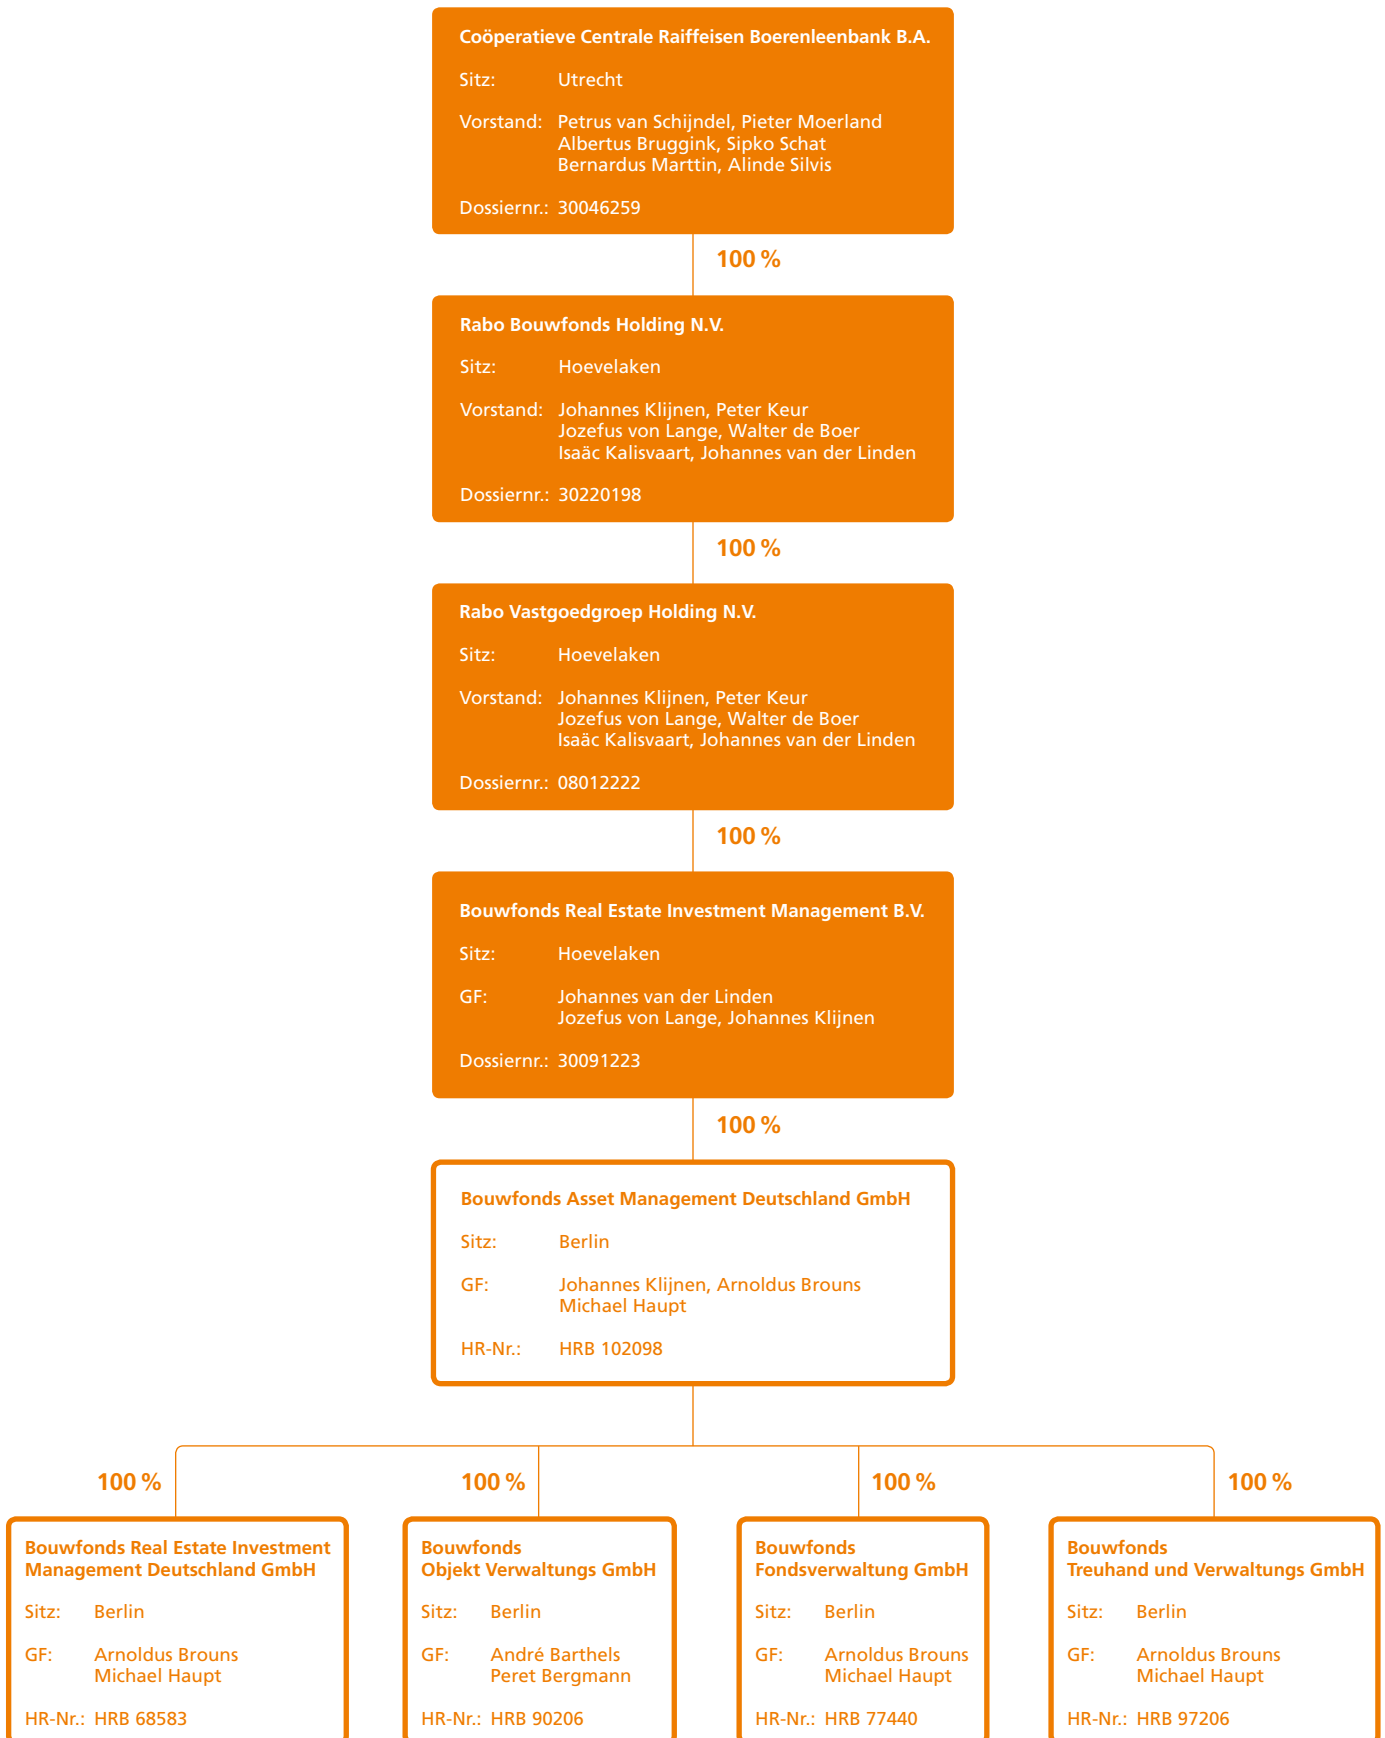 Coöperatieve Centrale Raiffeisen Boerenleenbank B.A.
Sitz: Utrecht
Vorstand: Petrus van Schijndel, Pieter Moerland
Albertus Bruggink, Sipko Schat
Bernardus Marttin, Alinde Silvis
Dossiernr.: 30046259
100 %
Rabo Bouwfonds Holding N.V.
Sitz: Hoevelaken
Vorstand: Johannes Klijnen, Peter Keur
Jozefus von Lange, Walter de Boer
Isaäc Kalisvaart, Johannes van der Linden
Dossiernr.: 30220198
100 %
Rabo Vastgoedgroep Holding N.V.
Sitz: Hoevelaken
Vorstand: Johannes Klijnen, Peter Keur
Jozefus von Lange, Walter de Boer
Isaäc Kalisvaart, Johannes van der Linden
Dossiernr.: 08012222
100 %
Bouwfonds Real Estate Investment Management B.V.
Sitz: Hoevelaken
GF: Johannes van der Linden
Jozefus von Lange, Johannes Klijnen
Dossiernr.: 30091223
100 %
Bouwfonds Asset Management Deutschland GmbH
Sitz: Berlin
GF: Johannes Klijnen, Arnoldus Brouns
Michael Haupt
HR-Nr.: HRB 102098
100 %
Bouwfonds Real Estate Investment
Management Deutschland GmbH
Sitz: Berlin
GF: Arnoldus Brouns
Michael Haupt
HR-Nr.: HRB 68583
100 %
Bouwfonds
Objekt Verwaltungs GmbH
Sitz: Berlin
GF: André Barthels
Peret Bergmann
HR-Nr.: HRB 90206
100 %
Bouwfonds
Fondsverwaltung GmbH
Sitz: Berlin
GF: Arnoldus Brouns
Michael Haupt
HR-Nr.: HRB 77440
100 %
Bouwfonds
Treuhand und Verwaltungs GmbH
Sitz: Berlin
GF: Arnoldus Brouns
Michael Haupt
HR-Nr.: HRB 97206